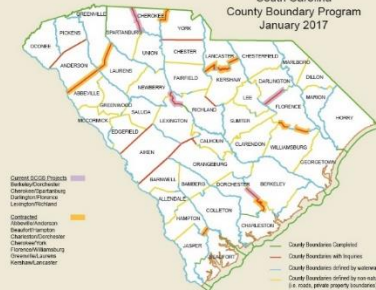 South Carolina
County Boundary Program
January 2017
GREENVILLE
CHEROKEE
PICKENS
SPARTANBURG
YORK
OCONEE
UNION
CHESTER
LANCASTER
CHESTERFIELD
MARLBORO
ANDERSON
LAURENS
FAIRFIELD
KERSHAW
DARLINGTON
DILLON
ABBEVILLE
NEWBERRY
LEE
FLORENCE
MARION
GREENWOOD
SALUDA
RICHLAND
HORRY
MCCORMICK
LEXINGTON
SUMTER
EDGEFIELD
CALHOUN
CLARENDON
WILLIAMSBURG
AIKEN
ORANGEBURG
GEORGETOWN
BARNWELL
BAMBERG
DORCHESTER
BERKELEY
ALLENDALE
COLLETON
CHARLESTON
HAMPTON
JASPER
BEAUFORT
Current SCGS Projects
Berkeley/Dorchester
Cherokee/Spartanburg
Darlington/Florence
Lexington/Richland
Contracted
Abbeville/Anderson
Beaufort/Hampton
Charleston/Dorchester
Cherokee/York
Florence/Williamsburg
Greenville/Laurens
Kershaw/Lancaster
County Boundaries Completed
County Boundaries with Inquiries
County Boundaries defined by
County Boundaries defined by
(i.e. roads, private property boundaries)